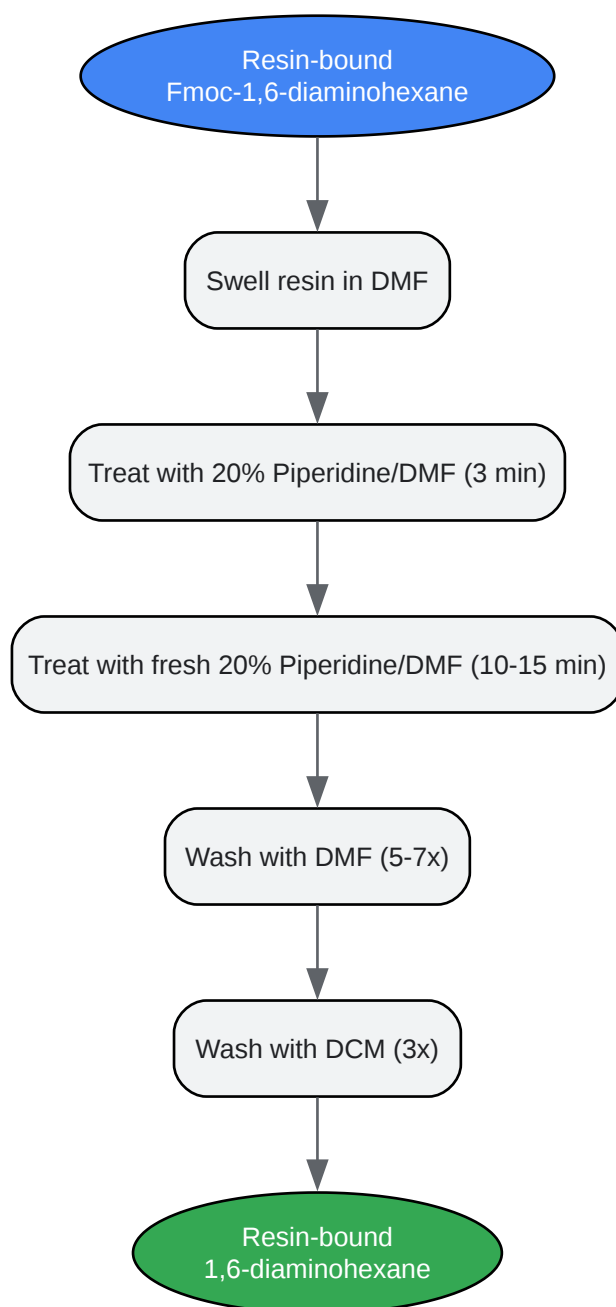 Resin-bound
Fmoc-1,6-diaminohexane
Swell resin in DMF
Treat with 20% Piperidine/DMF (3 min)
Treat with fresh 20% Piperidine/DMF (10-15 min)
Wash with DMF (5-7x)
Wash with DCM (3x)
Resin-bound
1,6-diaminohexane